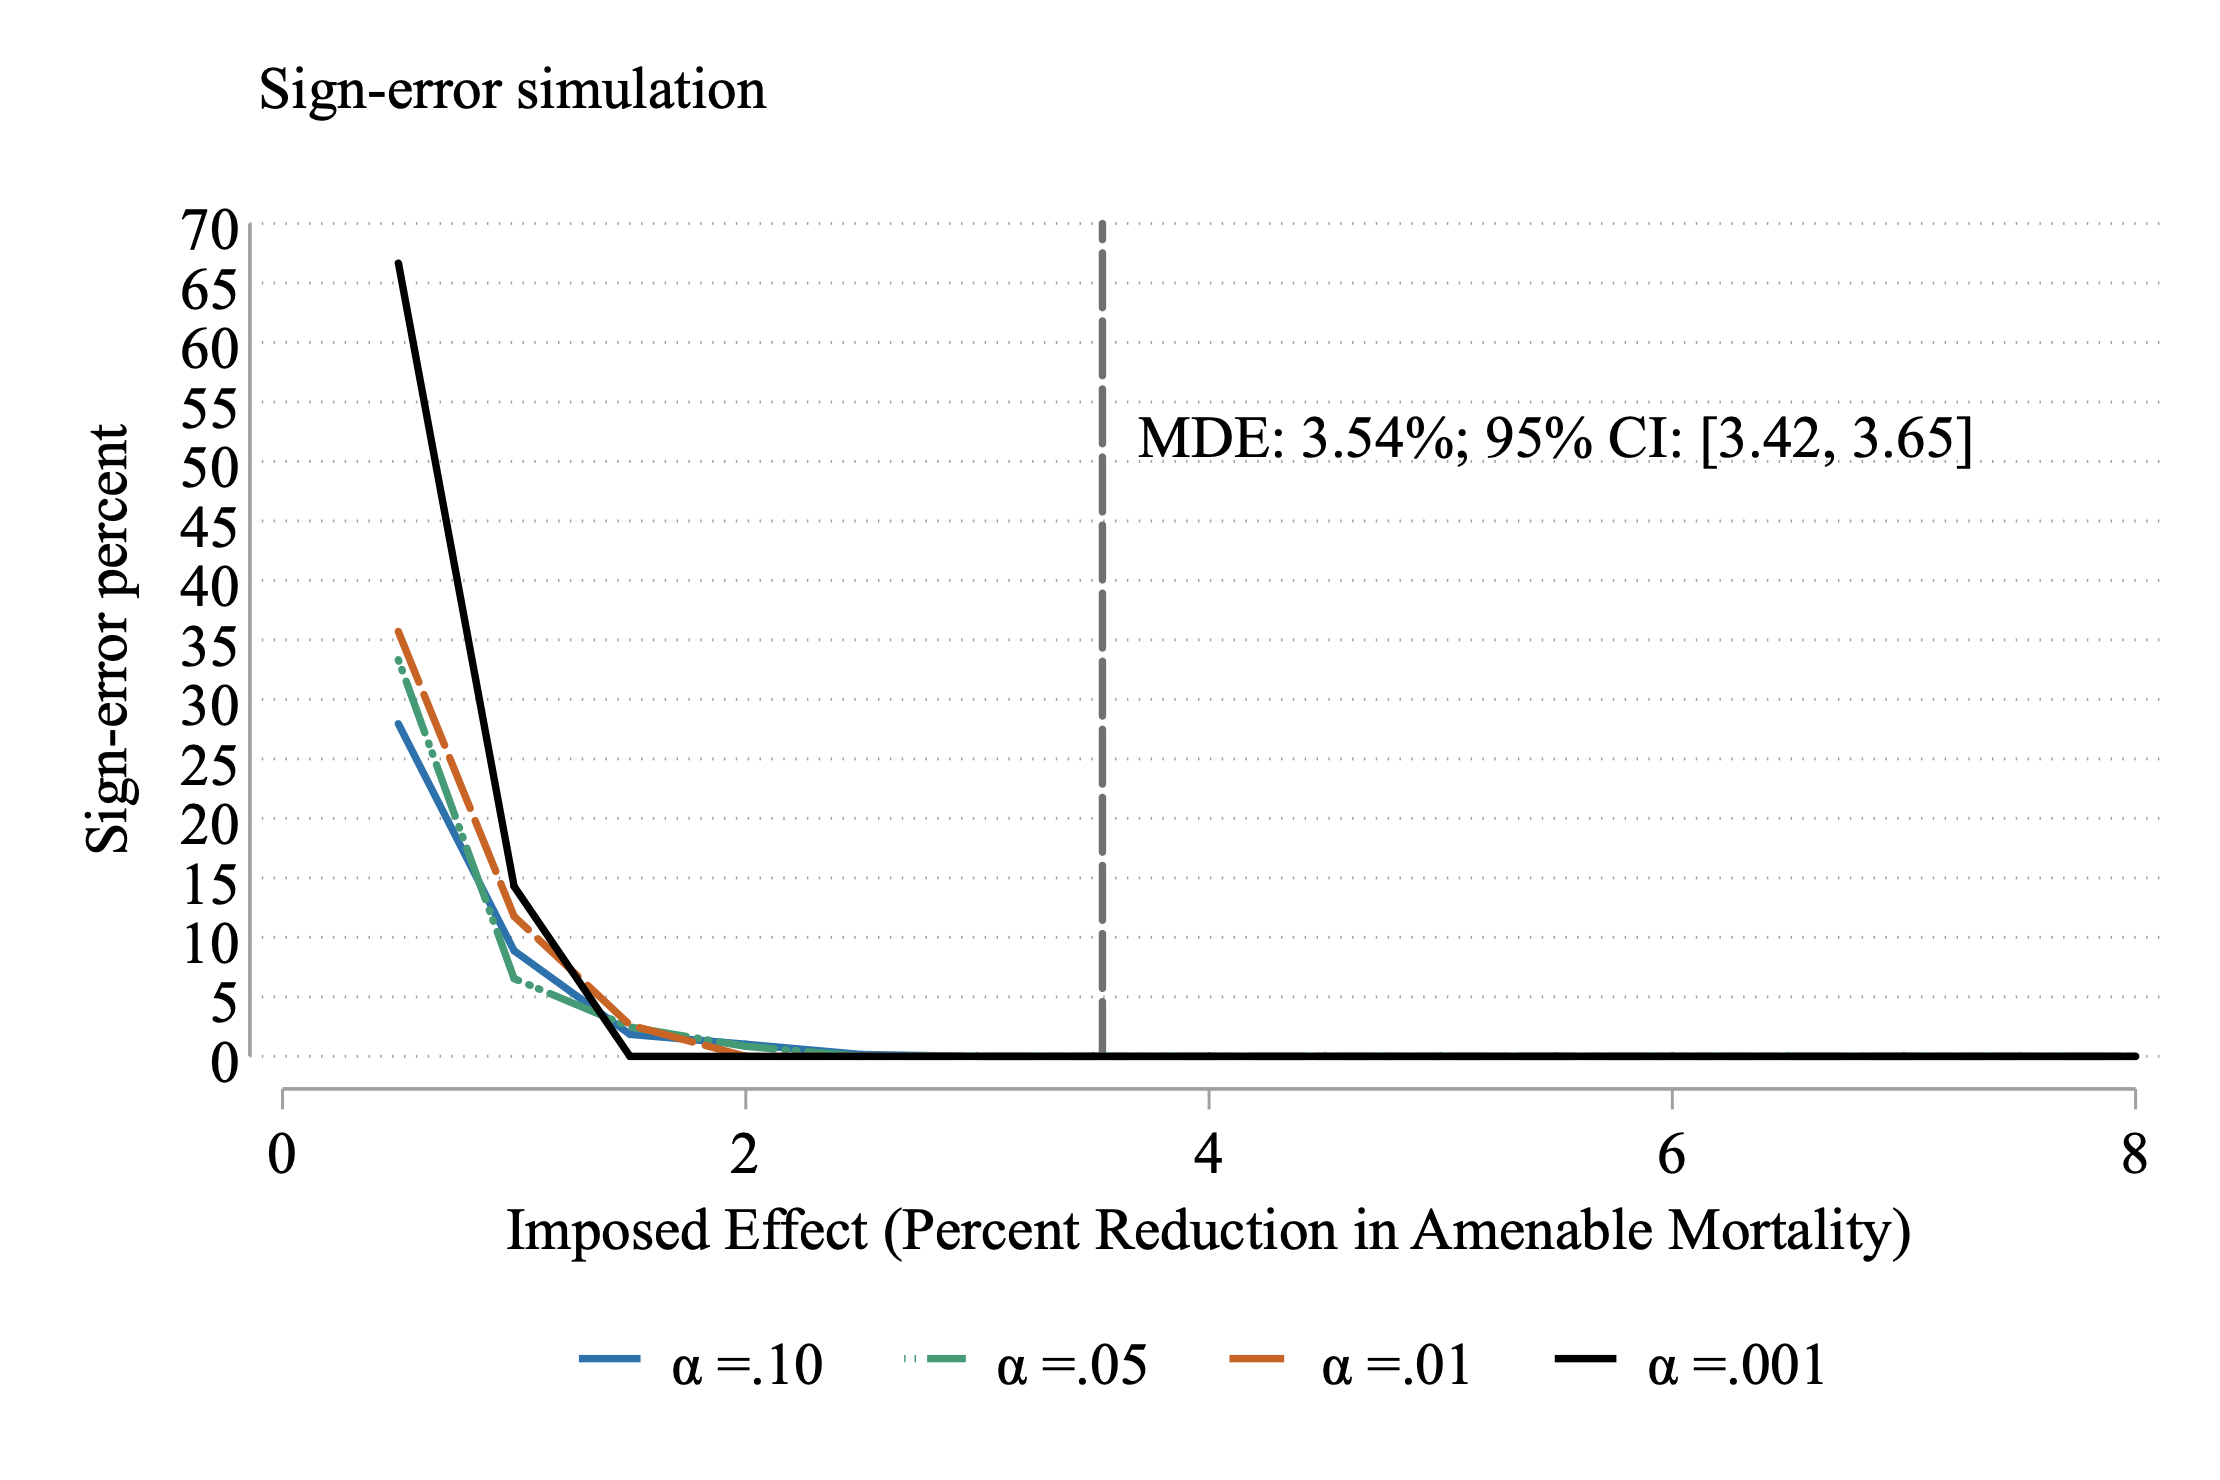 Sign-error simulation
70
65
60
55
50
45
40
35
30
25
20
15
10
5
0
Sign-error percent
MDE: 3.54%; 95% CI: [3.42, 3.65]
0 2 4 6 8
Imposed Effect (Percent Reduction in Amenable Mortality)
α =.10 α =.05 α =.01 α =.001